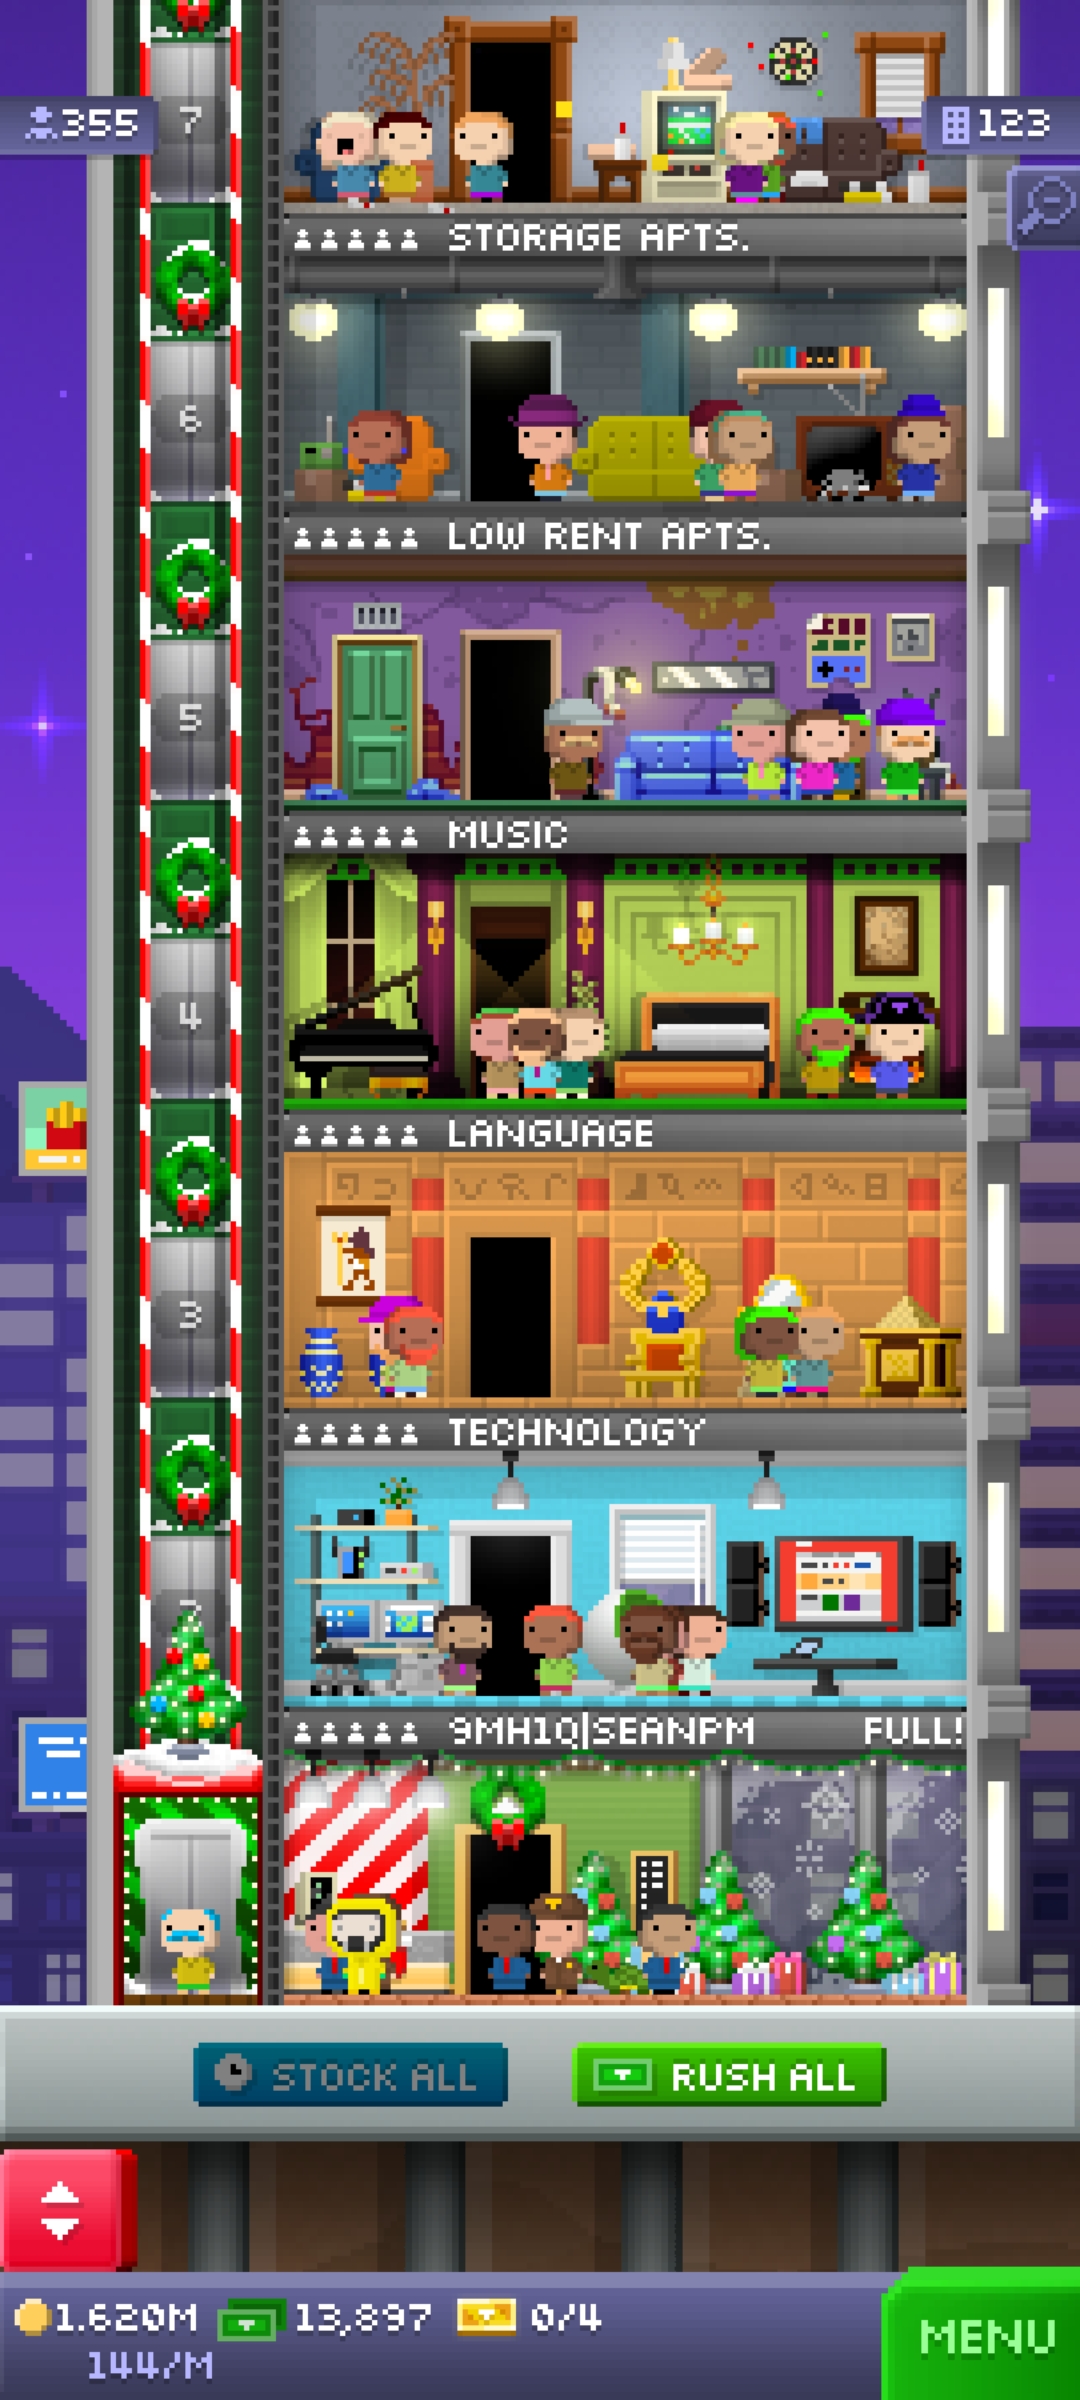 7
355
123
STORAGE APTS.
6
LOW RENT APTS.
5
MUSIC
4
LANGUAGE
3
TECHNOLOGY
9MH1Q|SEANPM FULL!
STOCK ALL
RUSH ALL
1.620M 13,897 0/4
144/M
MENU